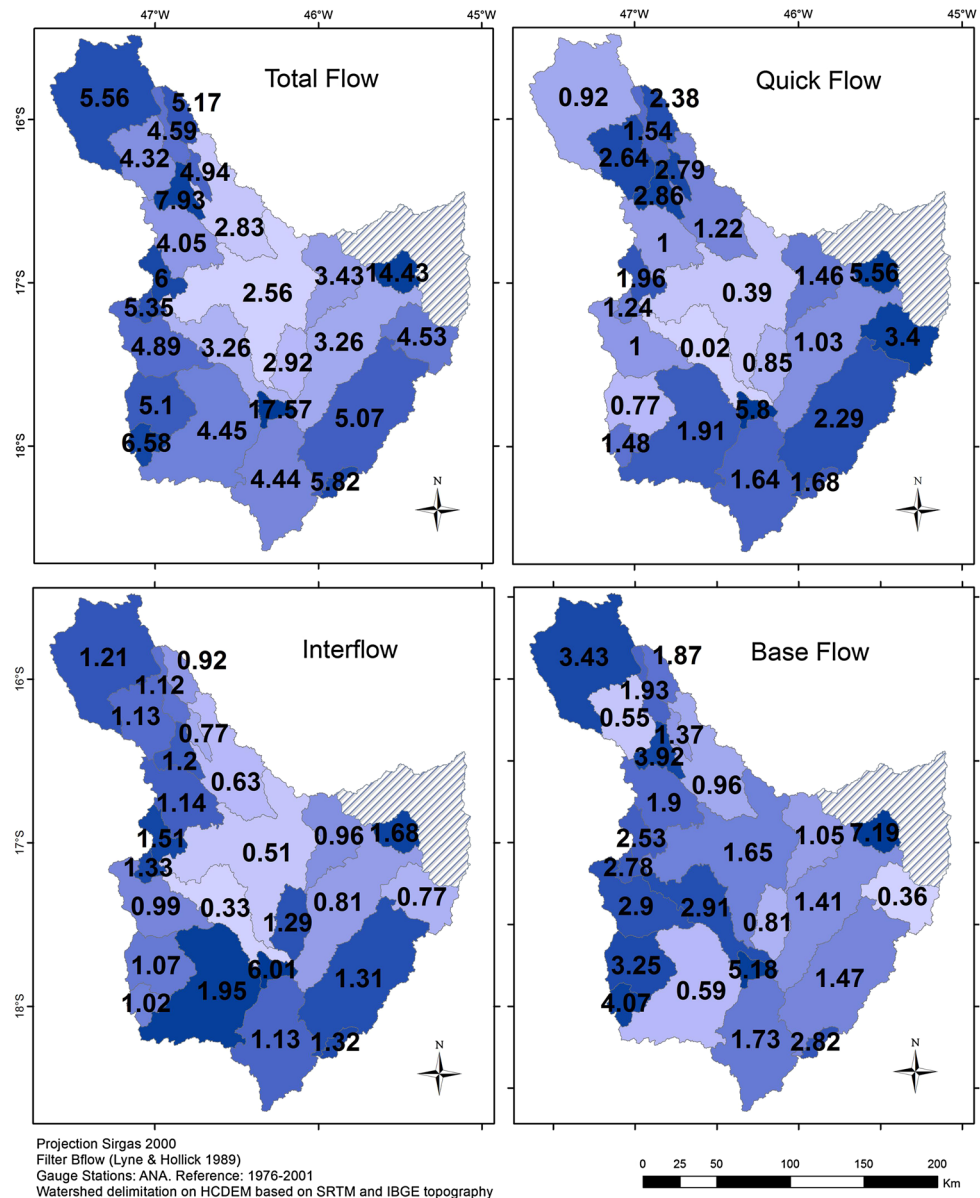 47°W 46°W 45°W 47°W 46°W 45°W
Total Flow
Quick Flow
5.56 5.17
0.92 2.38
16°S
4.59
1.54
4.32
2.64
4.94
2.79
7.93
2.86
2.83
1.22
4.05
1
17°S
6 3.43 14.43
1.96 1.46 5.56
2.56
0.39
5.35
1.24
4.89 3.26 3.26 4.53
1 0.02 1.03 3.4
2.92
0.85
5.1 17.57 5.07
0.77 5.8 2.29
18°S
6.58 4.45
1.48 1.91
4.44 5.82
1.64 1.68
N
N
Interflow
Base Flow
1.21 0.92
3.43 1.87
16°S
1.12
1.93
1.13
0.55
0.77
1.37
1.2
3.92
0.63
0.96
1.14
1.9
17°S
1.51 0.96 1.68
2.53 1.05 7.19
0.51
1.65
1.33
2.78
0.99 0.33 0.81 0.77
2.9 2.91 1.41 0.36
1.29
0.81
1.07 6.01 1.31
3.25 5.18 1.47
18°S
1.02 1.95
4.07 0.59
1.13 1.32
1.73 2.82
N
N
47°W 46°W 45°W
Projection Sirgas 2000
Filter Bflow (Lyne & Hollick 1989)
Gauge Stations: ANA. Reference: 1976-2001
Watershed delimitation on HCDEM based on SRTM and IBGE topography
0 25 50 100 150 200
Km